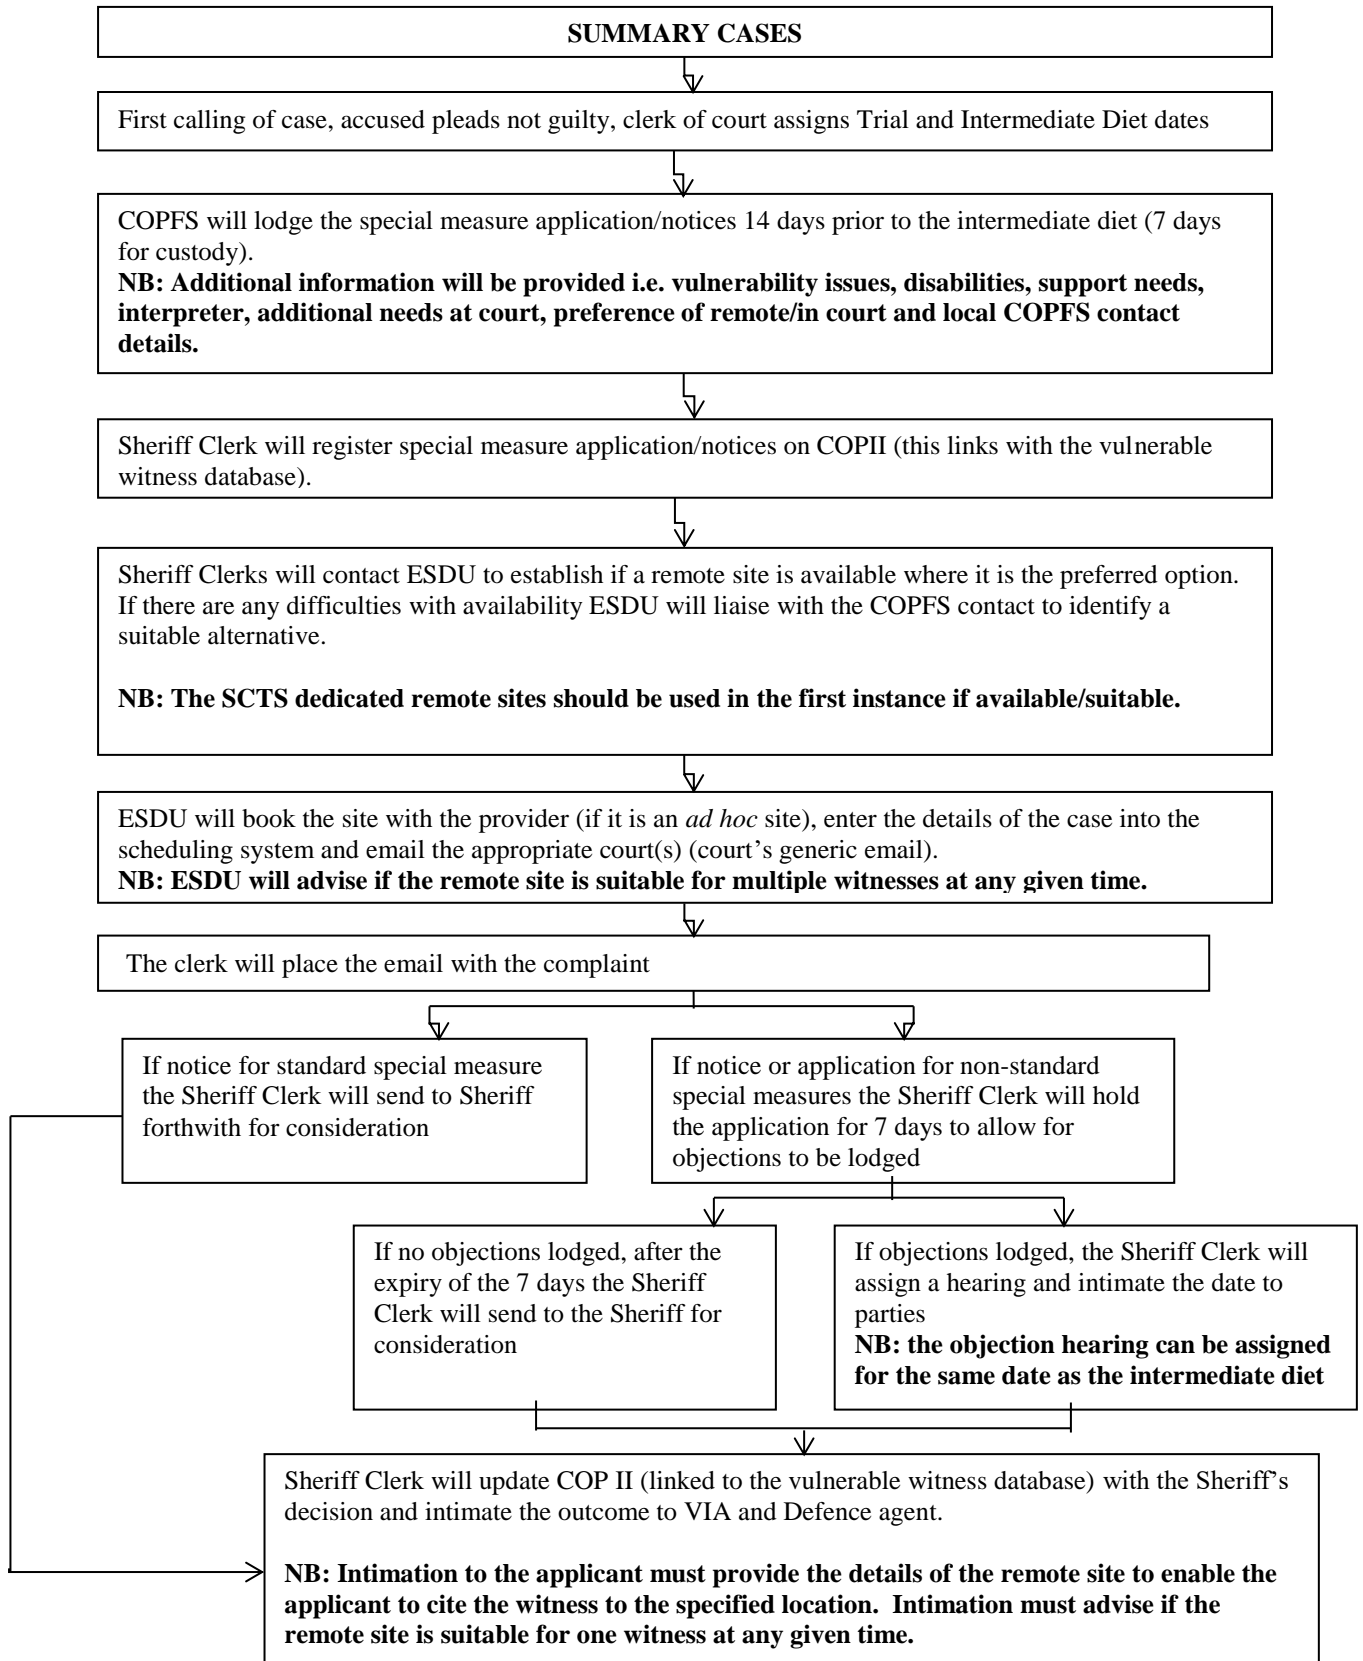 SUMMARY CASES
First calling of case, accused pleads not guilty, clerk of court assigns Trial and Intermediate Diet dates
COPFS will lodge the special measure application/notices 14 days prior to the intermediate diet (7 days
for custody).
NB: Additional information will be provided i.e. vulnerability issues, disabilities, support needs,
interpreter, additional needs at court, preference of remote/in court and local COPFS contact
details.
Sheriff Clerk will register special measure application/notices on COPII (this links with the vulnerable
witness database).
Sheriff Clerks will contact ESDU to establish if a remote site is available where it is the preferred option.
If there are any difficulties with availability ESDU will liaise with the COPFS contact to identify a
suitable alternative.
NB: The SCTS dedicated remote sites should be used in the first instance if available/suitable.
ESDU will book the site with the provider (if it is an ad hoc site), enter the details of the case into the
scheduling system and email the appropriate court(s) (court's generic email).
NB: ESDU will advise if the remote site is suitable for multiple witnesses at any given time.
The clerk will place the email with the complaint
If notice for standard special measure
the Sheriff Clerk will send to Sheriff
forthwith for consideration
If notice or application for non-standard
special measures the Sheriff Clerk will hold
the application for 7 days to allow for
objections to be lodged
If no objections lodged, after the
expiry of the 7 days the Sheriff
Clerk will send to the Sheriff for
consideration
If objections lodged, the Sheriff Clerk will
assign a hearing and intimate the date to
parties
NB: the objection hearing can be assigned
for the same date as the intermediate diet
Sheriff Clerk will update COP II (linked to the vulnerable witness database) with the Sheriff's
decision and intimate the outcome to VIA and Defence agent.
NB: Intimation to the applicant must provide the details of the remote site to enable the
applicant to cite the witness to the specified location.  Intimation must advise if the
remote site is suitable for one witness at any given time.